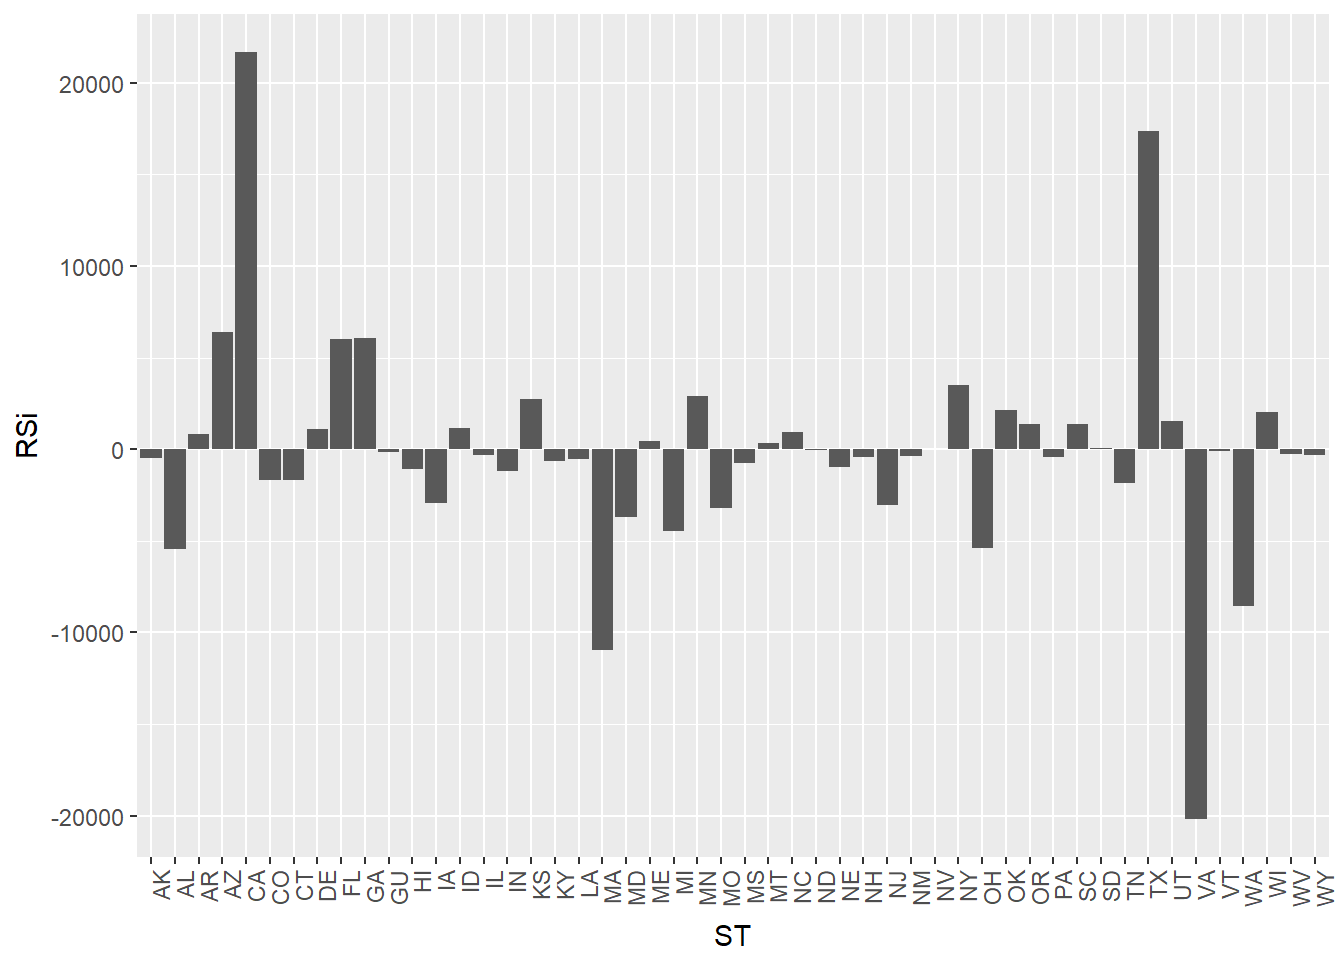 20000
10000
0
-10000
-20000
RSi
AK AL AR AZ CA CO CT DE FL GA GU HI IA ID IL IN KS KY LA MA MD ME MI MN MO MS MT NC ND NE NH NJ NM NV NY OH OK OR PA SC SD TN TX UT VA VT WA WI WV WY
ST